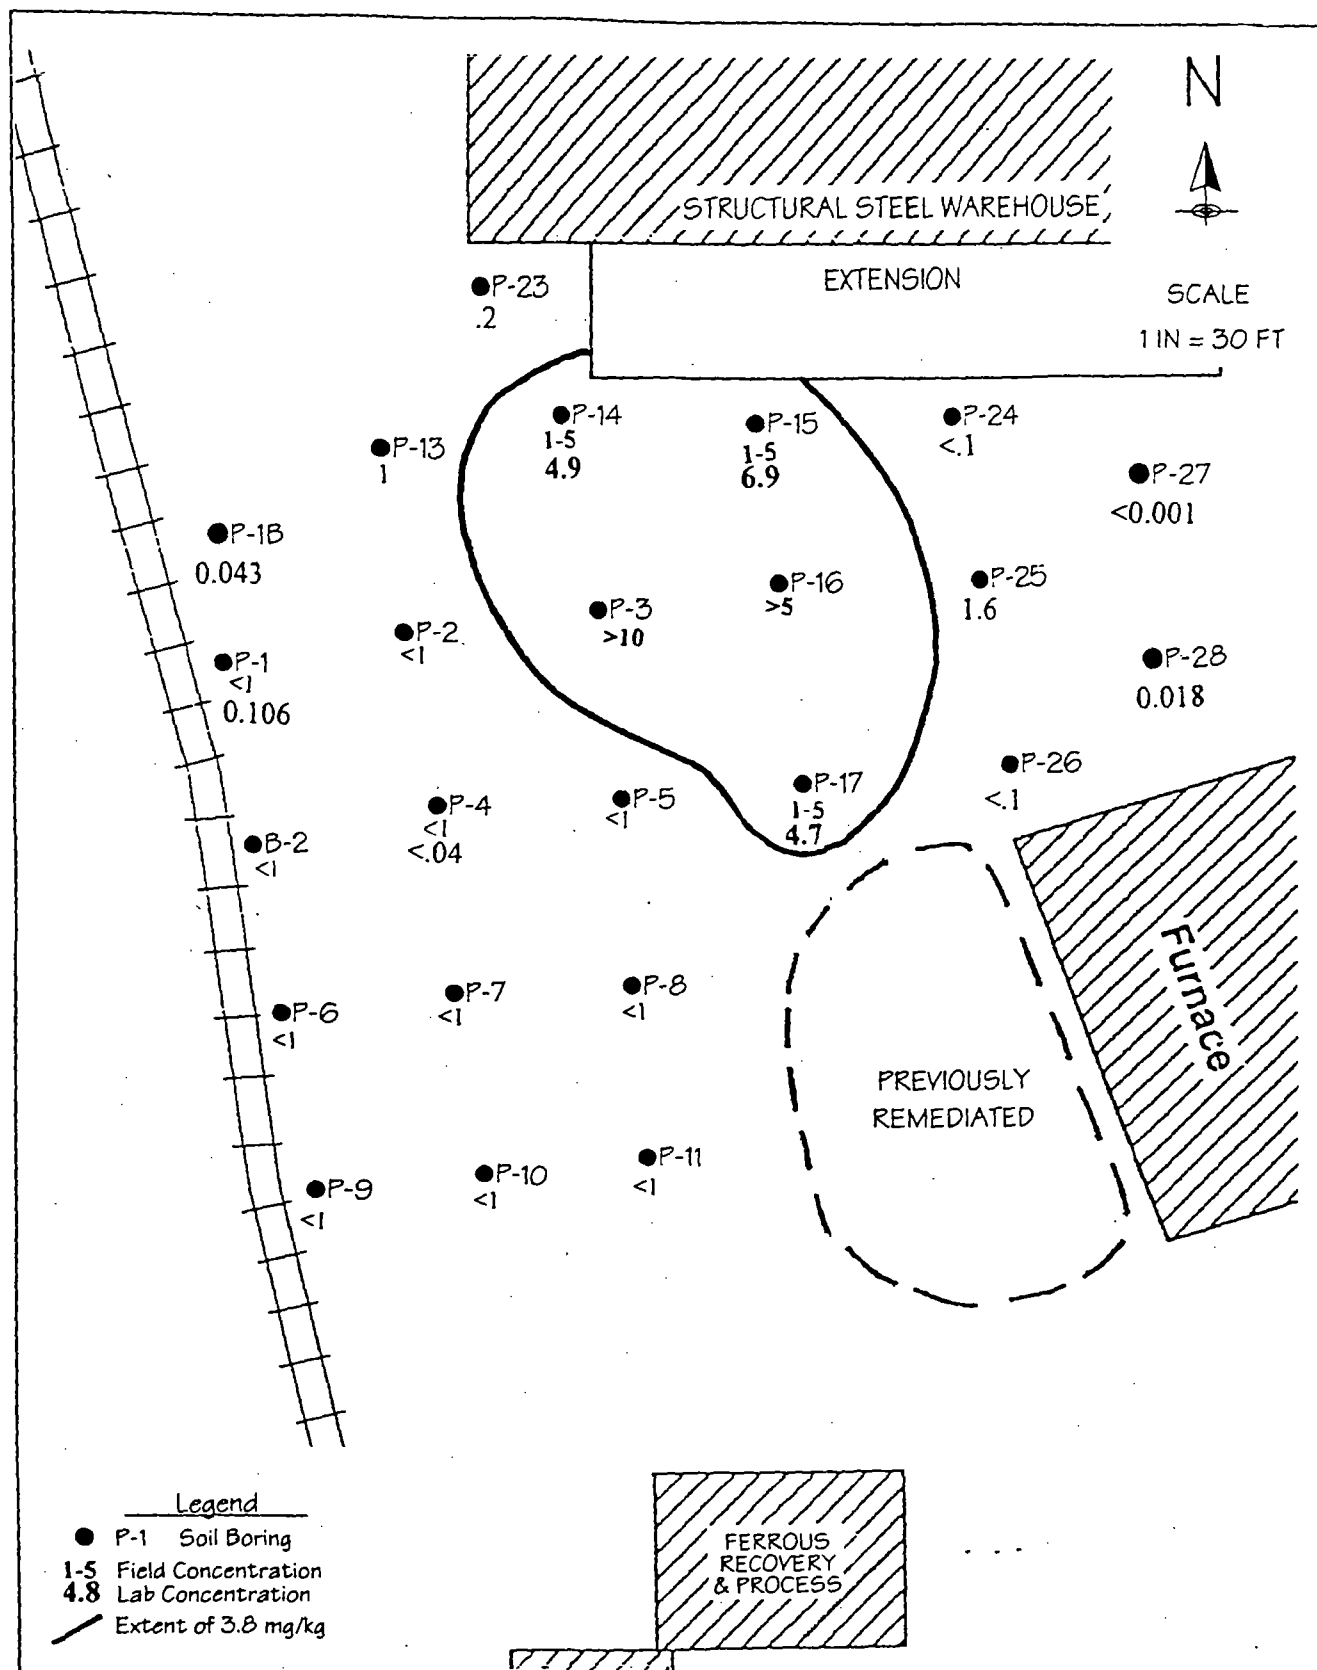 N
STRUCTURAL STEEL WAREHOUSE
EXTENSION
SCALE
1 IN = 30 FT
P-23
.2
P-14
1-5
4.9
P-15
1-5
6.9
P-24
<.1
P-13
1
P-27
<0.001
P-1B
0.043
P-16
>5
P-25
1.6
P-3
>10
P-2
<1
P-1
<1
0.106
P-28
0.018
P-26
<.1
P-17
1-5
4.7
P-4
<1
<.04
P-5
<1
B-2
<1
Furnace
P-7
<1
P-8
<1
P-6
<1
PREVIOUSLY
REMEDIATED
P-11
<1
P-10
<1
P-9
<1
Legend
P-1 Soil Boring
1-5 Field Concentration
4.8 Lab Concentration
Extent of 3.8 mg/kg
FERROUS
RECOVERY
& PROCESS